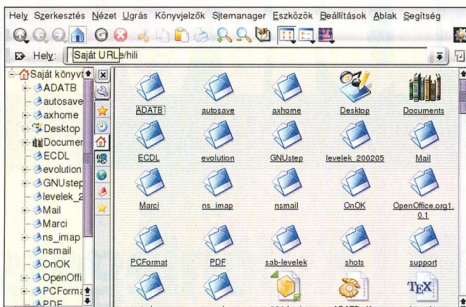 Hely Szerkesztés Nézet Ugrás Könyvjelzők Sitemanager Eszközök Beállítások Ablak Segítség
Hely: Saját URLe/hili
Saját könyvt
ADATB
autosave
axhome
Desktop
Documer
ECDL
evolution
GNUstep
levelek_2
Mail
Marci
ns_imap
nsmail
OnOK
OpenOffi
PCForma
PDF
ADATB autosave axhome Desktop Documents
ECDL evolution GNUstep levelek_200205 Mail
Marci ns_imap nsmail OnOK OpenOffice.org1.
0.1
PCFormat PDF sab-levelek shots support
TEX